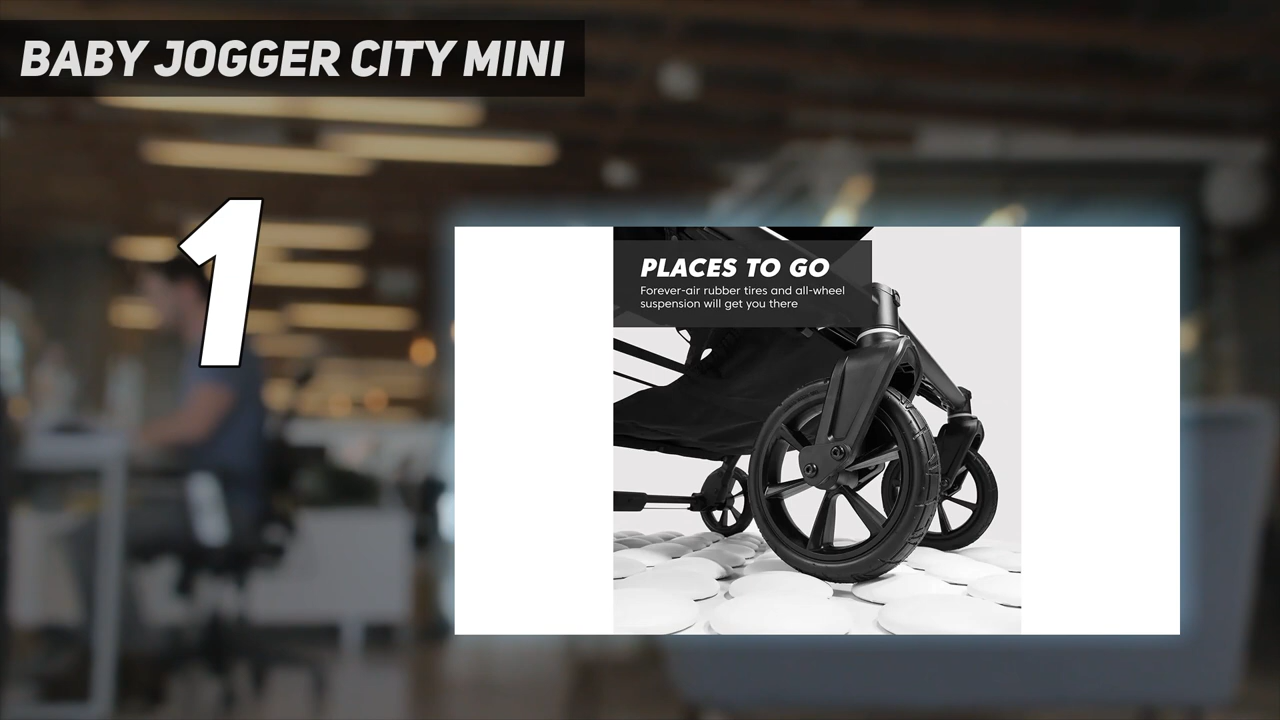 BABY JOGGER CITY MINI
1
PLACES TO GO
Forever-air rubber tires and all-wheel
suspension will get you there